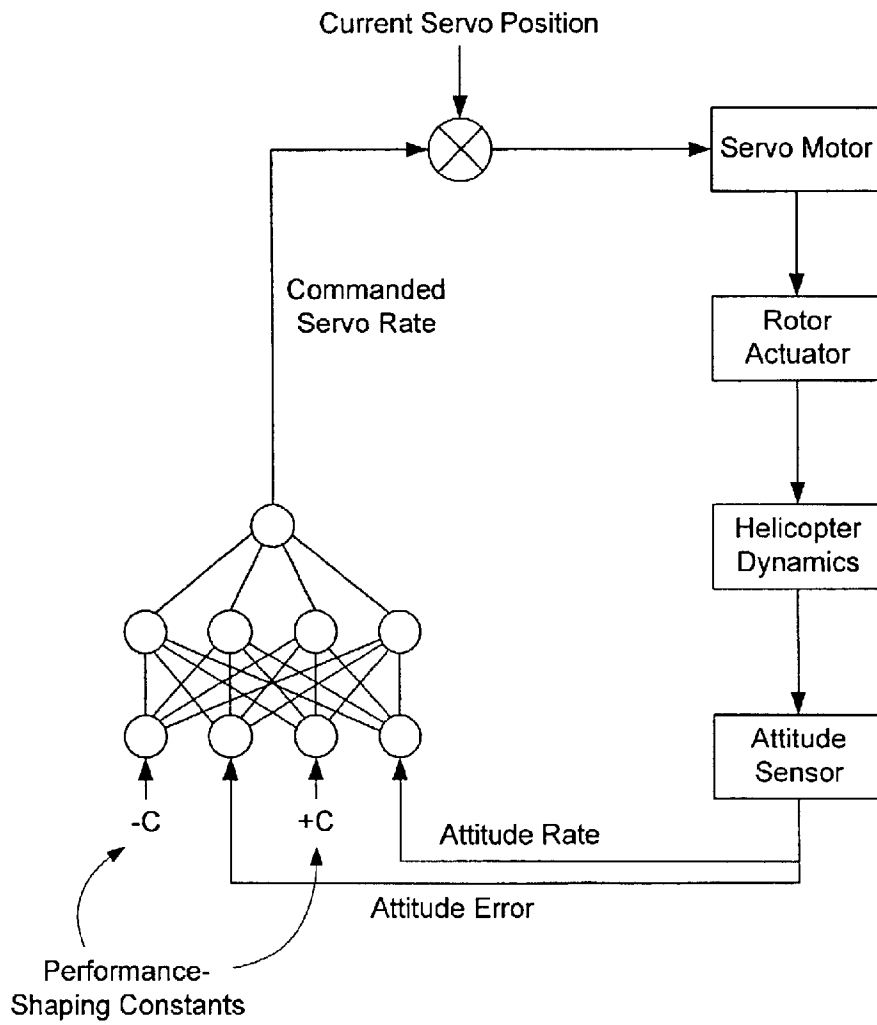 Current Servo Position
Servo Motor
Commanded
Servo Rate
Rotor
Actuator
Helicopter
Dynamics
Attitude
Sensor
-C
+C
Attitude Rate
Attitude Error
Performance-
Shaping Constants